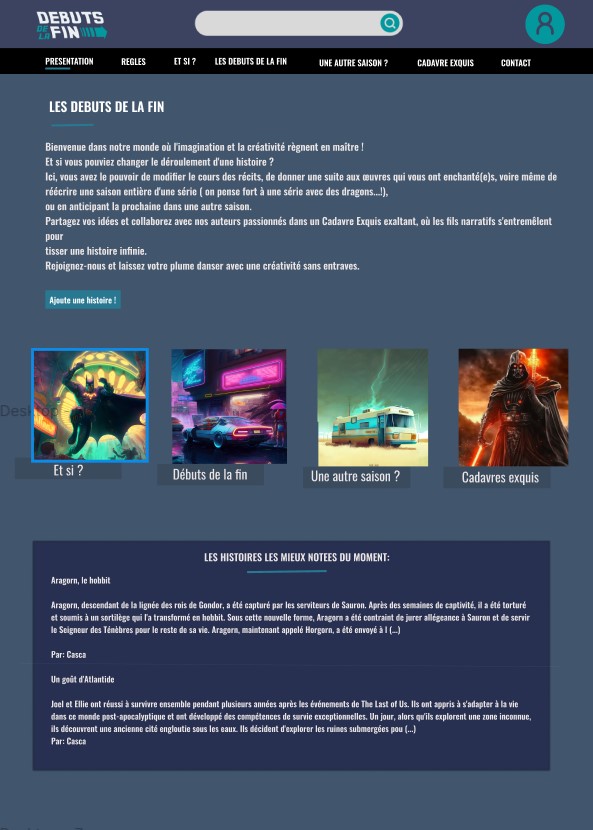 DEBUTS
DE LA FIN
PRESENTATION REGLES ET SI ? LES DEBUTS DE LA FIN UNE AUTRE SAISON ? CADAVRE EXQUIS CONTACT
LES DEBUTS DE LA FIN
Bienvenue dans notre monde où l'imagination et la créativité règnent en maître !
Et si vous pouviez changer le déroulement d'une histoire ?
Ici, vous avez le pouvoir de modifier le cours des récits, de donner une suite aux œuvres qui vous ont enchanté(e)s, voire même de
réécrire une saison entière d'une série ( on pense fort à une série avec des dragons...!),
ou en anticipant la prochaine dans une autre saison.
Partagez vos idées et collaborez avec nos auteurs passionnés dans un Cadavre Exquis exaltant, où les fils narratifs s'entremêlent
pour
tisser une histoire infinie.
Rejoignez-nous et laissez votre plume danser avec une créativité sans entraves.
Ajoute une histoire !
Desktop -
Et si ? Débuts de la fin Une autre saison ? Cadavres exquis
LES HISTOIRES LES MIEUX NOTEES DU MOMENT:
Aragorn, le hobbit
Aragorn, descendant de la lignée des rois de Gondor, a été capturé par les serviteurs de Sauron. Après des semaines de captivité, il a été torturé
et soumis à un sortilège qui l'a transformé en hobbit. Sous cette nouvelle forme, Aragorn a été contraint de jurer allégeance à Sauron et de servir
le Seigneur des Ténèbres pour le reste de sa vie. Aragorn, maintenant appelé Horgorn, a été envoyé à l (...)
Par: Casca
Un goût d'Atlantide
Joel et Ellie ont réussi à survivre ensemble pendant plusieurs années après les événements de The Last of Us. Ils ont appris à s'adapter à la vie
dans ce monde post-apocalyptique et ont développé des compétences de survie exceptionnelles. Un jour, alors qu'ils explorent une zone inconnue,
ils découvrent une ancienne cité engloutie sous les eaux. Ils décident d'explorer les ruines submergées pou (...)
Par: Casca